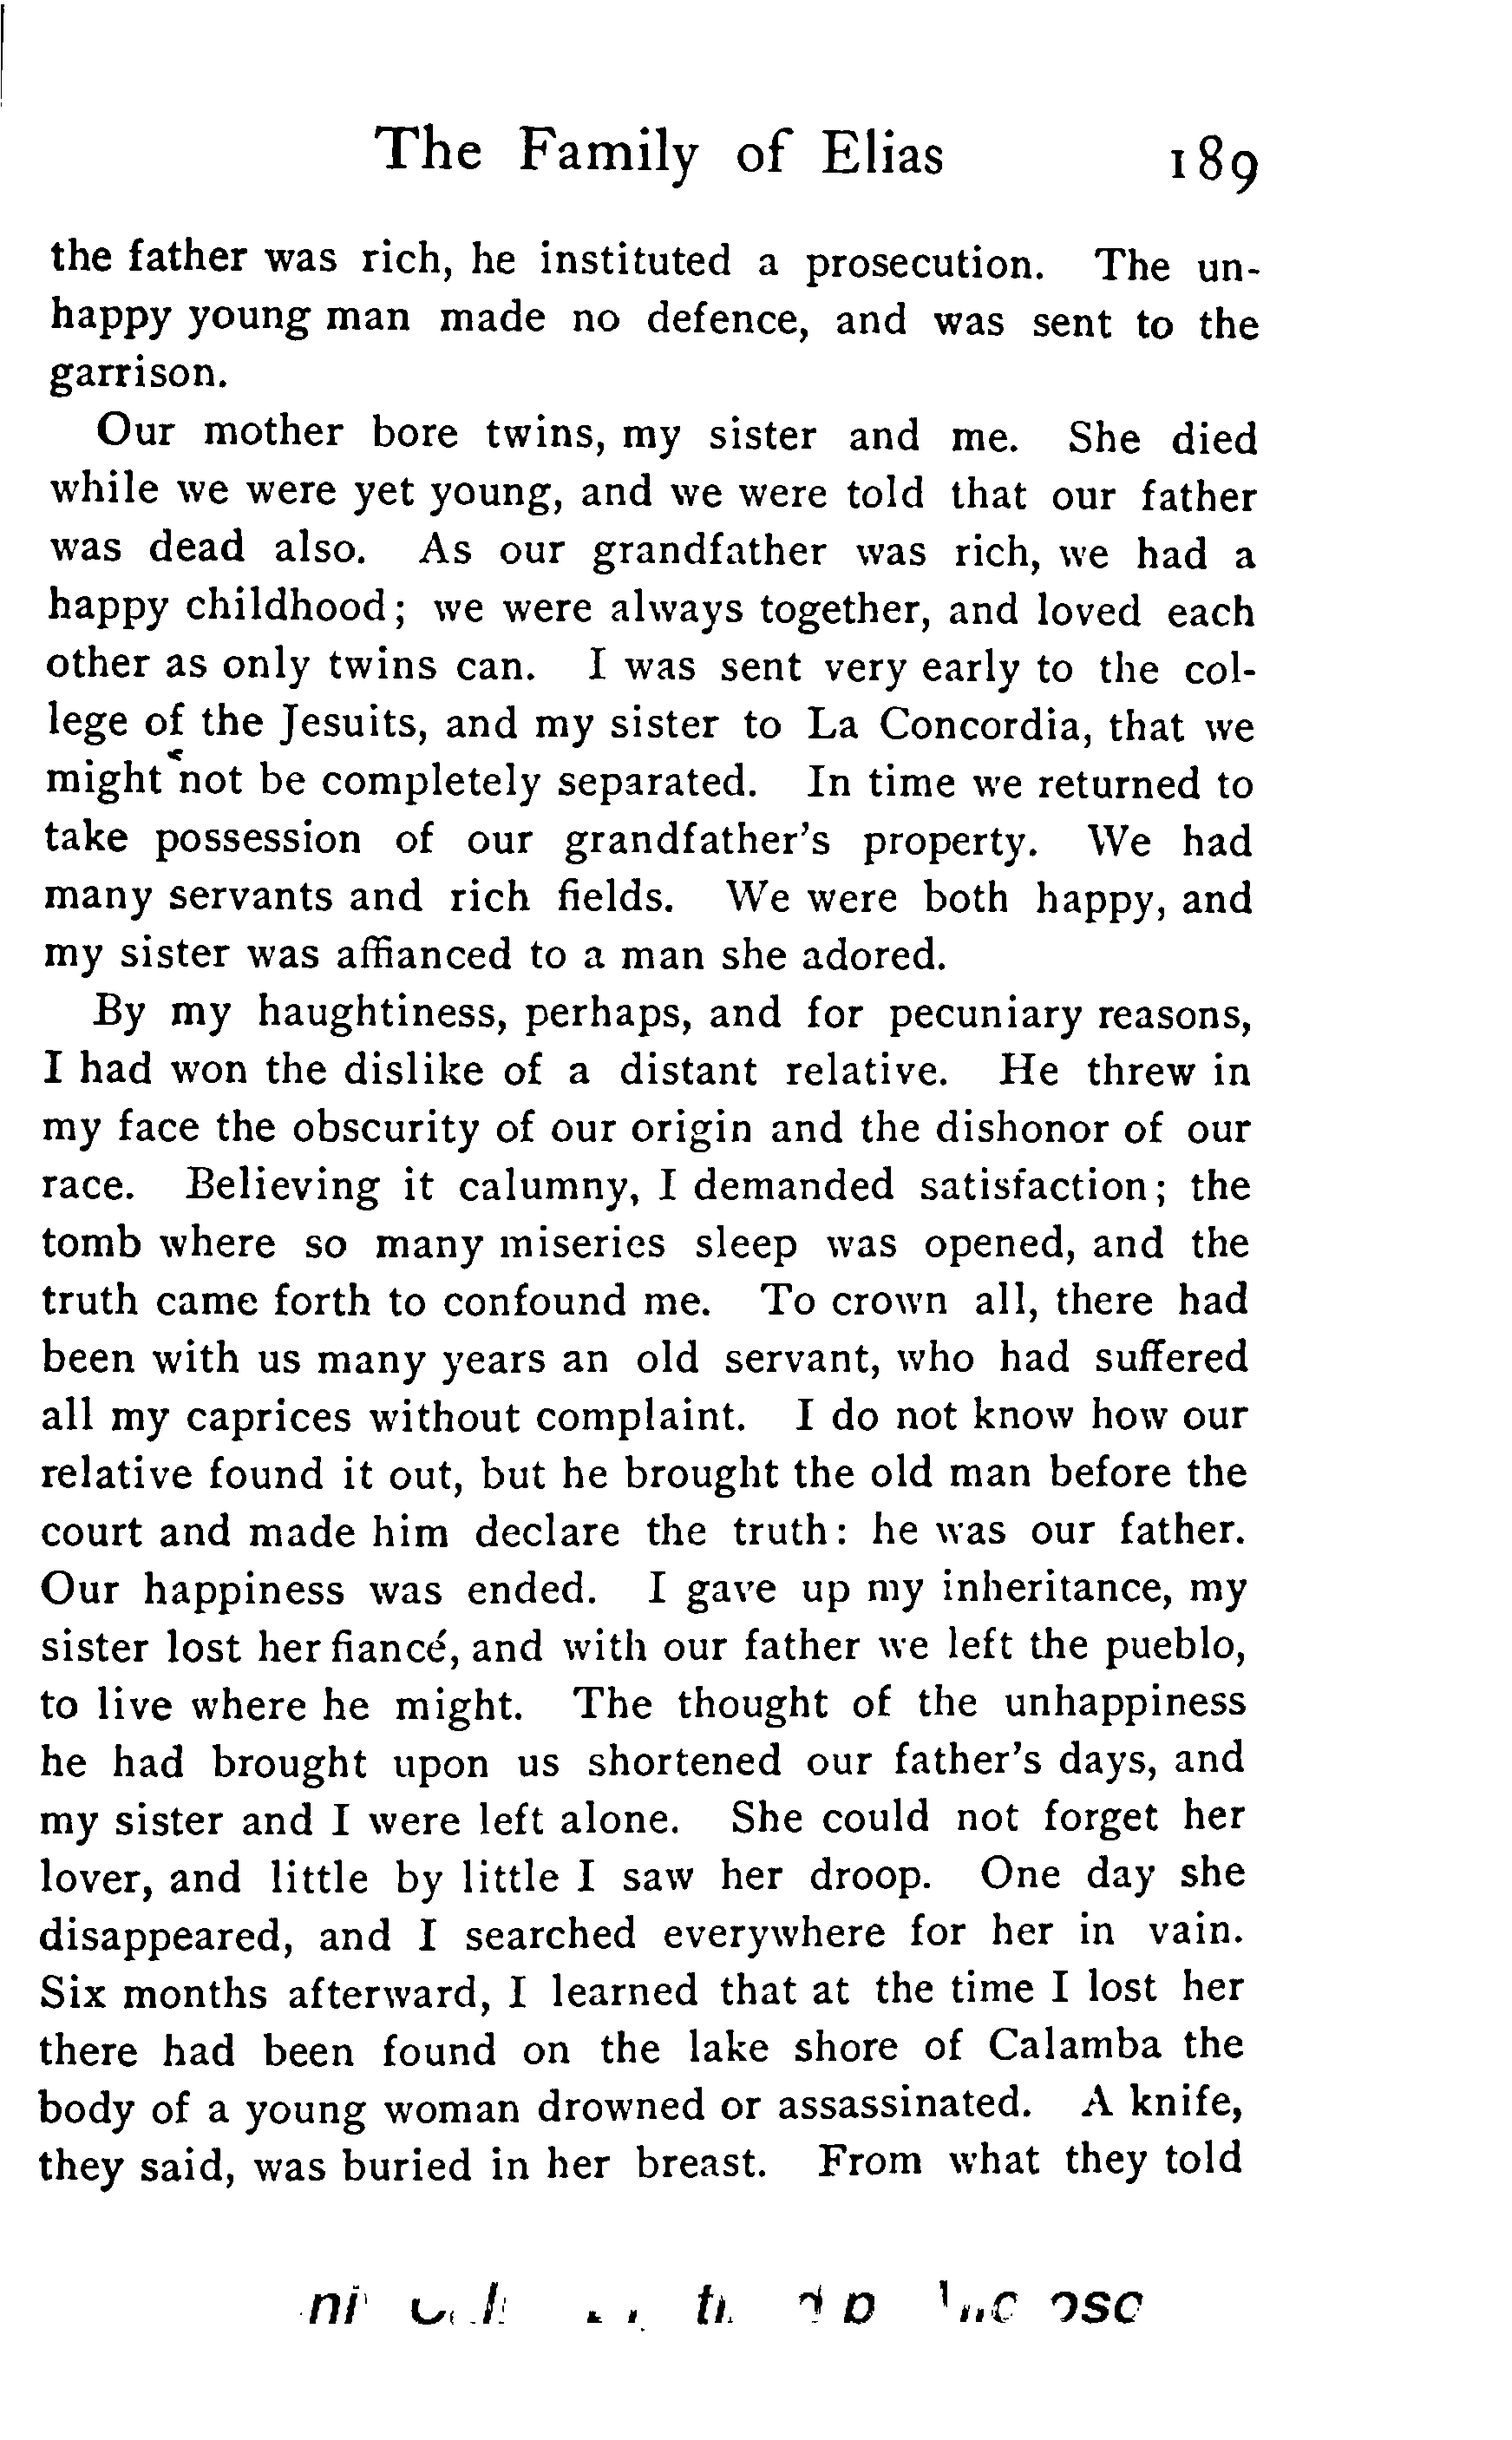 The Family of Elias 189
the father was rich, he instituted a prosecution. The un-
happy young man made no defence, and was sent to the
garrison.
Our mother bore twins, my sister and me. She died
while we were yet young, and we were told that our father
was dead also. As our grandfather was rich, we had a
happy childhood; we were always together, and loved each
other as only twins can. I was sent very early to the col-
lege of the Jesuits, and my sister to La Concordia, that we
might not be completely separated. In time we returned to
take possession of our grandfather's property. We had
many servants and rich fields. We were both happy, and
my sister was affianced to a man she adored.
By my haughtiness, perhaps, and for pecuniary reasons,
I had won the dislike of a distant relative. He threw in
my face the obscurity of our origin and the dishonor of our
race. Believing it calumny, I demanded satisfaction; the
tomb where so many miseries sleep was opened, and the
truth came forth to confound me. To crown all, there had
been with us many years an old servant, who had suffered
all my caprices without complaint. I do not know how our
relative found it out, but he brought the old man before the
court and made him declare the truth: he was our father.
Our happiness was ended. I gave up my inheritance, my
sister lost her fiancé, and with our father we left the pueblo,
to live where he might. The thought of the unhappiness
he had brought upon us shortened our father's days, and
my sister and I were left alone. She could not forget her
lover, and little by little I saw her droop. One day she
disappeared, and I searched everywhere for her in vain.
Six months afterward, I learned that at the time I lost her
there had been found on the lake shore of Calamba the
body of a young woman drowned or assassinated. A knife,
they said, was buried in her breast. From what they told